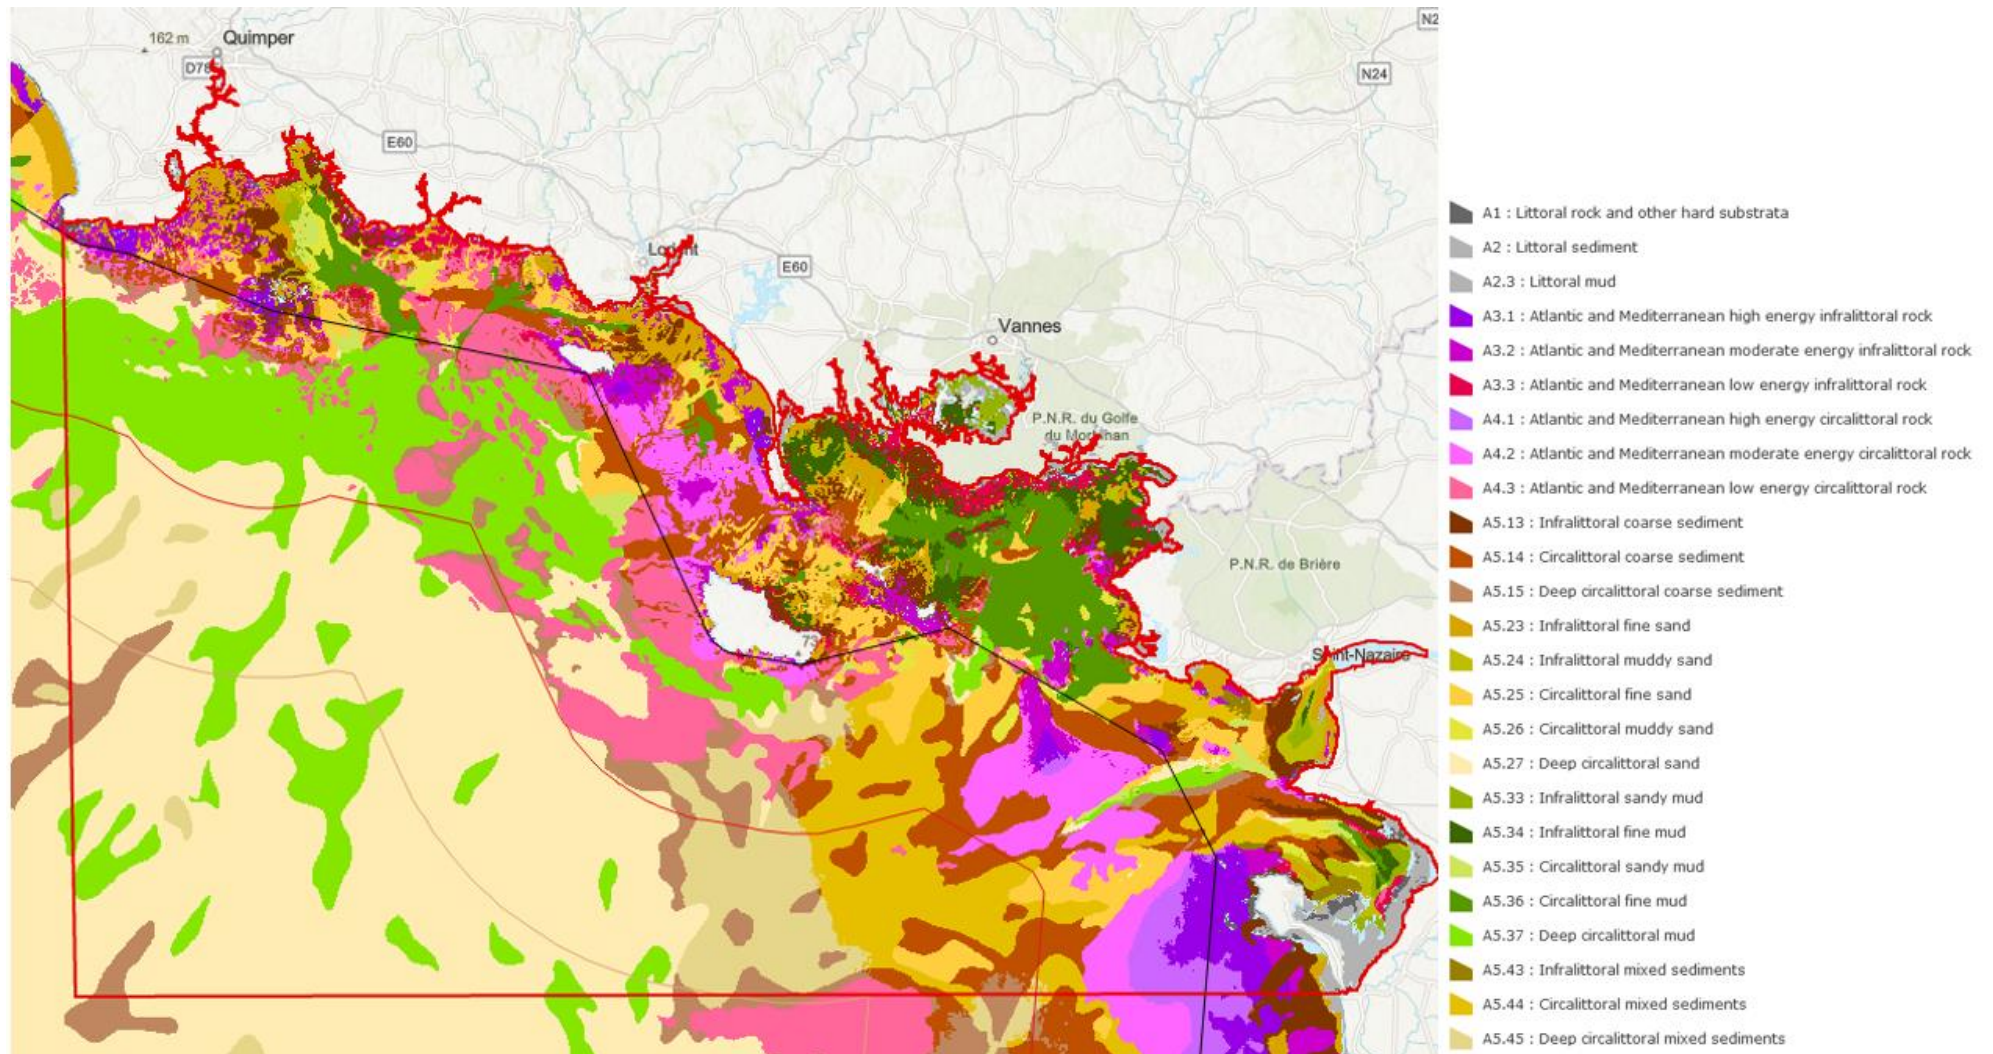 162 m
Quimper
D78
N2
N24
E60
Lorient
E60
Vannes
P.N.R. du Golfe
du Morbihan
P.N.R. de Brière
73
Saint-Nazaire
A1 : Littoral rock and other hard substrata
A2 : Littoral sediment
A2.3 : Littoral mud
A3.1 : Atlantic and Mediterranean high energy infralittoral rock
A3.2 : Atlantic and Mediterranean moderate energy infralittoral rock
A3.3 : Atlantic and Mediterranean low energy infralittoral rock
A4.1 : Atlantic and Mediterranean high energy circalittoral rock
A4.2 : Atlantic and Mediterranean moderate energy circalittoral rock
A4.3 : Atlantic and Mediterranean low energy circalittoral rock
A5.13 : Infralittoral coarse sediment
A5.14 : Circalittoral coarse sediment
A5.15 : Deep circalittoral coarse sediment
A5.23 : Infralittoral fine sand
A5.24 : Infralittoral muddy sand
A5.25 : Circalittoral fine sand
A5.26 : Circalittoral muddy sand
A5.27 : Deep circalittoral sand
A5.33 : Infralittoral sandy mud
A5.34 : Infralittoral fine mud
A5.35 : Circalittoral sandy mud
A5.36 : Circalittoral fine mud
A5.37 : Deep circalittoral mud
A5.43 : Infralittoral mixed sediments
A5.44 : Circalittoral mixed sediments
A5.45 : Deep circalittoral mixed sediments